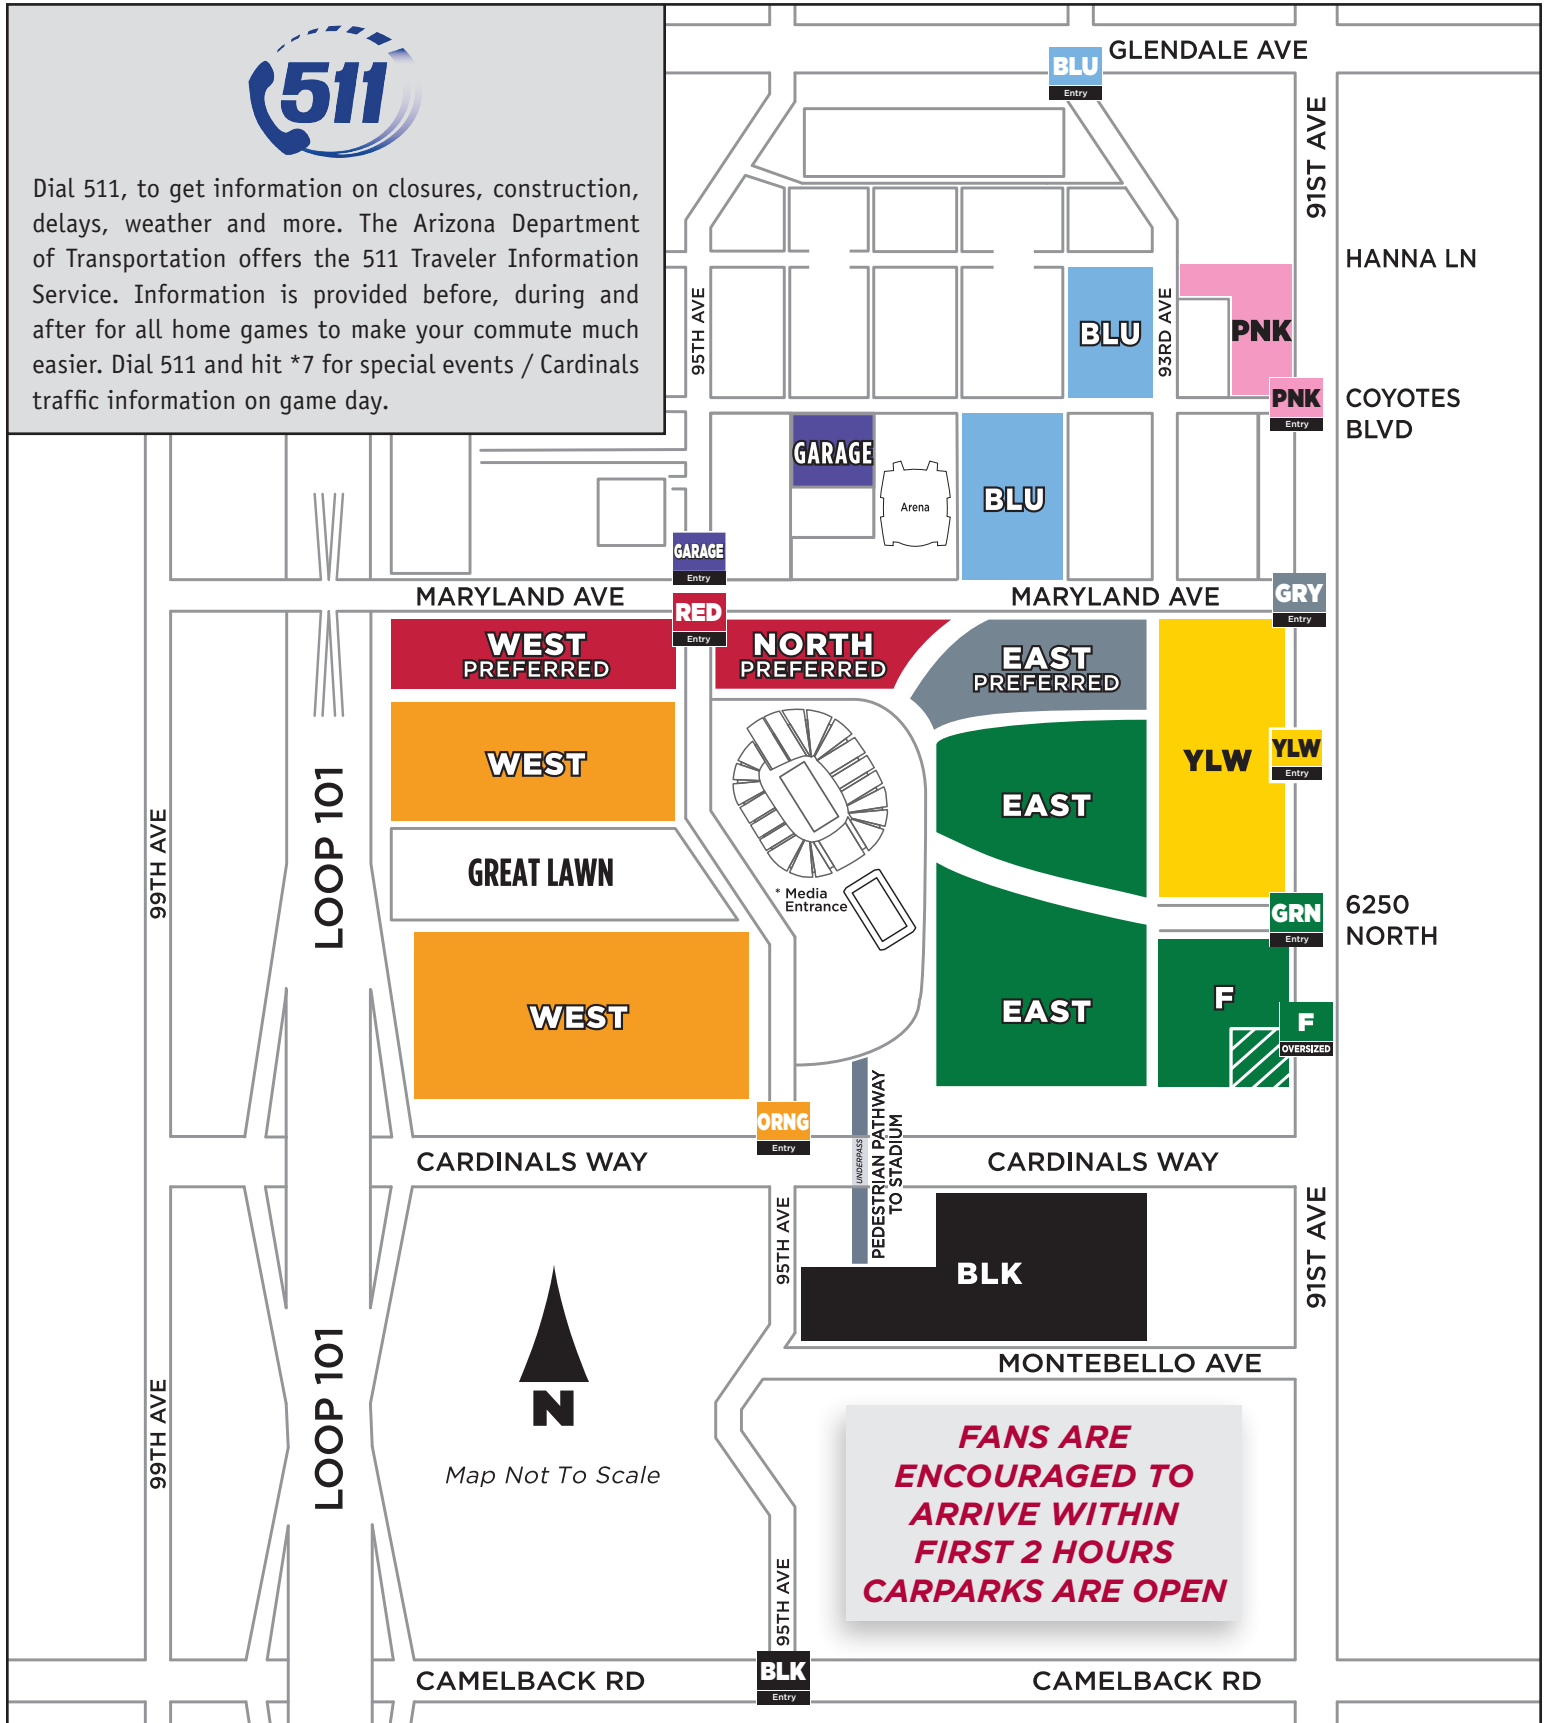 511
Dial 511, to get information on closures, construction,
delays, weather and more. The Arizona Department
of Transportation offers the 511 Traveler Information
Service. Information is provided before, during and
after for all home games to make your commute much
easier. Dial 511 and hit *7 for special events / Cardinals
traffic information on game day.
BLU
Entry
GLENDALE AVE
91ST AVE
HANNA LN
95TH AVE
BLU
93RD AVE
PNK
PNK
Entry
COYOTES
BLVD
GARAGE
Arena
BLU
GARAGE
Entry
MARYLAND AVE
RED
Entry
MARYLAND AVE
GRY
Entry
WEST
PREFERRED
NORTH
PREFERRED
EAST
PREFERRED
WEST
YLW
YLW
Entry
EAST
99TH AVE
LOOP 101
GREAT LAWN
* Media
Entrance
GRN
Entry
6250
NORTH
WEST
EAST
F
F
OVERSIZED
ORNG
Entry
UNDERPASS
PEDESTRIAN PATHWAY
TO STADIUM
CARDINALS WAY
CARDINALS WAY
95TH AVE
BLK
91ST AVE
N
Map Not To Scale
99TH AVE
LOOP 101
MONTEBELLO AVE
FANS ARE
ENCOURAGED TO
ARRIVE WITHIN
FIRST 2 HOURS
CARPARKS ARE OPEN
95TH AVE
CAMELBACK RD
BLK
Entry
CAMELBACK RD